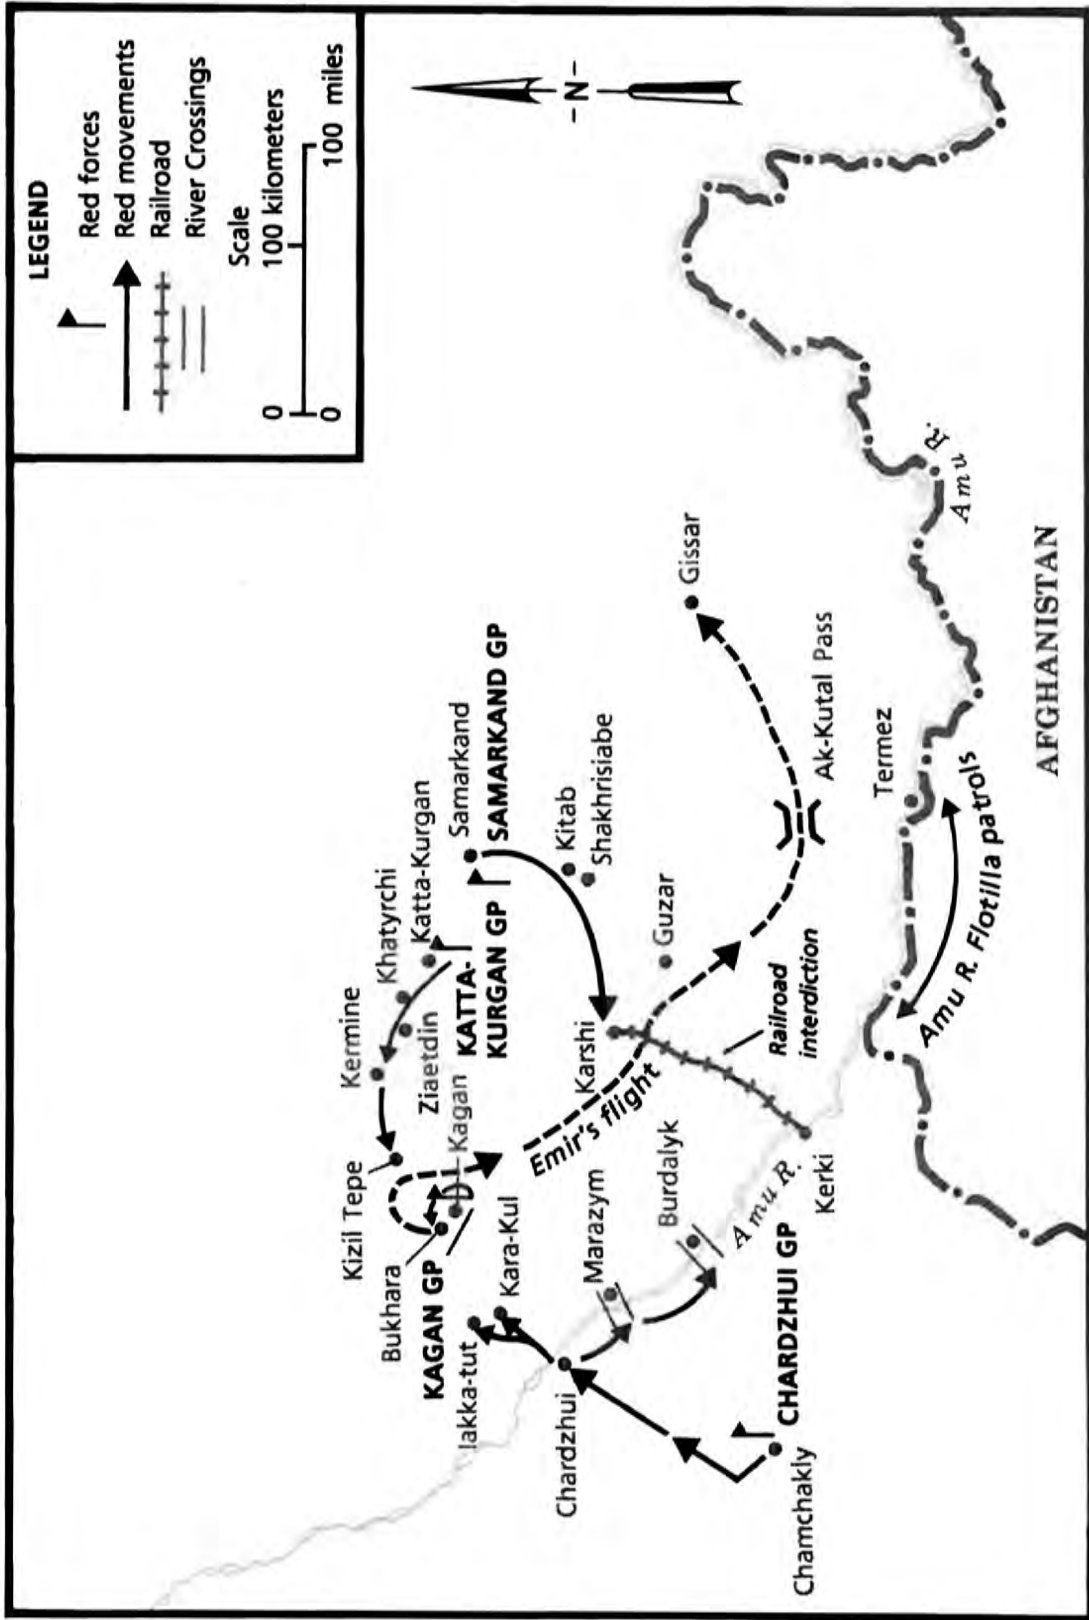 LEGEND
Red forces
Red movements
Railroad
River Crossings
Scale
0 100 kilometers
0 100 miles
-N-
Kizil Tepe
Kermine
Khatyrchi
Katta-Kurgan
Samarkand
Bukhara
Ziaetdin
Kagan
KAGAN GP
KATTA-
KURGAN GP
SAMARKAND GP
Iakka-tut
Kara-Kul
Kitab
Shakhrisiabe
Chardzhui
Marazym
Karshi
Emir's flight
Guzar
Gissar
Burdalyk
Amu R.
Railroad
interdiction
Ak-Kutal Pass
Kerki
Chamchakly
CHARDZHUI GP
Termez
Amu R. Flotilla patrols
Amu R.
AFGHANISTAN